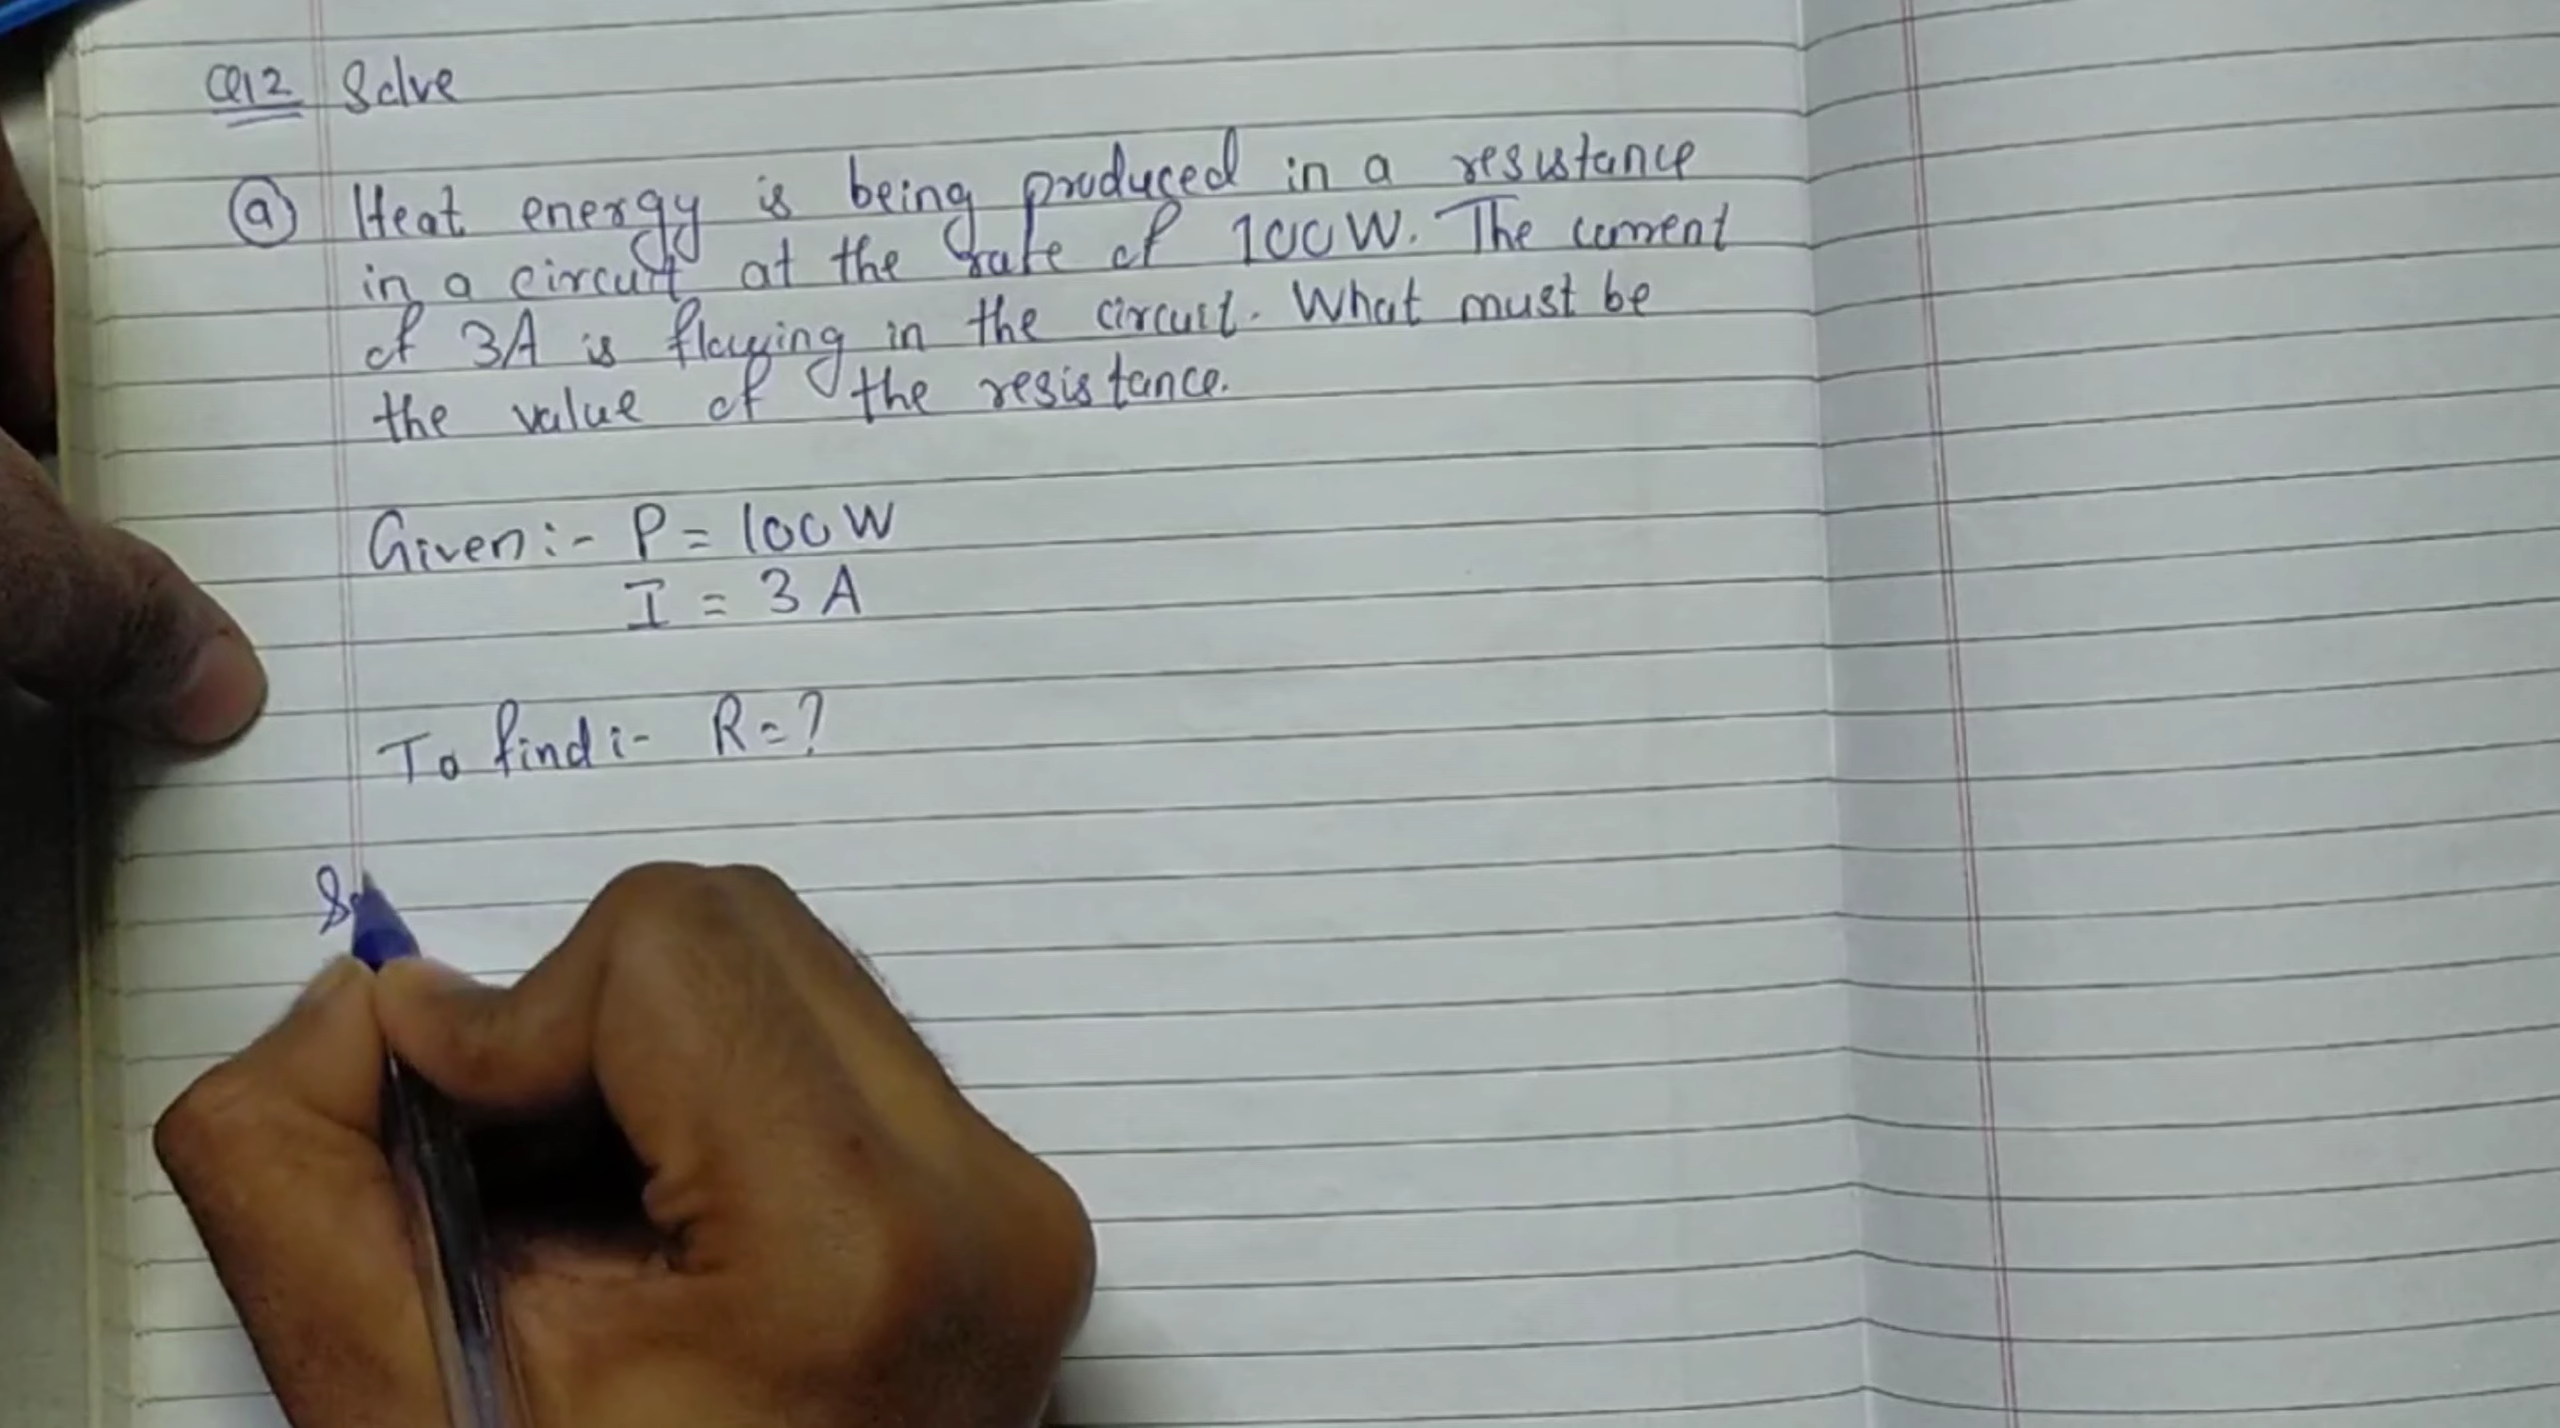 Q12 Solve
(a) Heat energy is being produced in a resistance
in a circuit at the rate of 100W. The current
of 3A is flowing in the circuit. What must be
the value of the resistance.
Given:- P = 100 W
I = 3 A
To find:- R=?
So